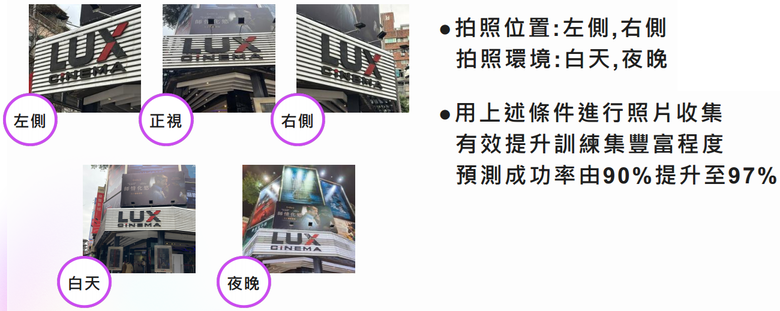 LUX
CINEMA
LUX
CINEMA
LUX
CINEMA
左側
正視
右側
LUX
CINEMA
LUX
CINEMA
白天
夜晚
●拍照位置:左側,右側
拍照環境:白天,夜晚
●用上述條件進行照片收集
有效提升訓練集豐富程度
預測成功率由90%提升至97%